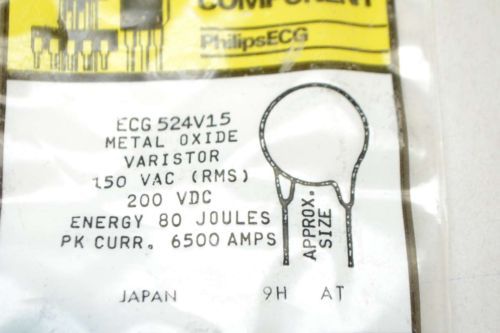 COMPONENT
PhilipsECG
ECG 524V15
METAL OXIDE
VARISTOR
150 VAC (RMS)
200 VDC
ENERGY 80 JOULES
PK CURR. 6500 AMPS
APPROX.
SIZE
JAPAN 9H AT